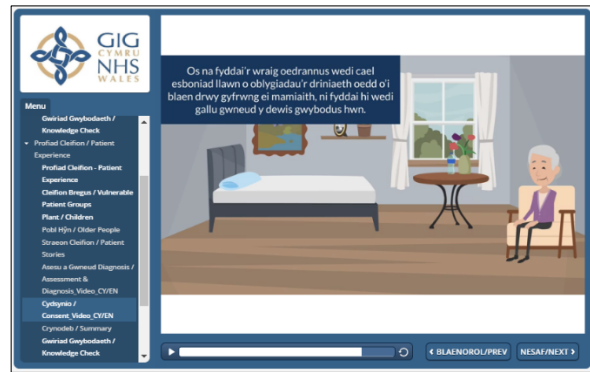 GIG
CYMRU
NHS
WALES
Menu
Gwiriad Gwybodaeth /
Knowledge Check
Profiad Cleifion / Patient
Experience
Profiad Cleifion - Patient
Experience
Cleifion Bregus / Vulnerable
Patient Groups
Plant / Children
Pobl Hŷn / Older People
Straeon Cleifion / Patient
Stories
Asesu a Gwneud Diagnosis /
Assessment &
Diagnosis_Video_CY/EN
Cydsynio /
Consent_Video_CY/EN
Crynodeb / Summary
Gwiriad Gwybodaeth /
Knowledge Check
Os na fyddai'r wraig oedrannus wedi cael
esboniad llawn o oblygiadau'r driniaeth oedd o'i
blaen drwy gyfrwng ei mamiaith, ni fyddai hi wedi
gallu gwneud y dewis gwybodus hwn.
< BLAENOROL/PREV
NESAF/NEXT >